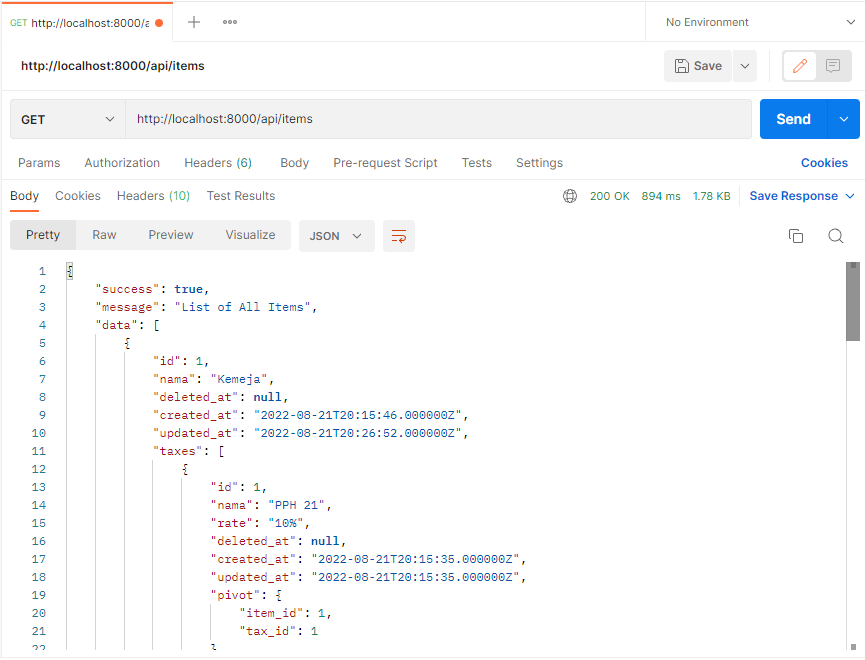 GET http://localhost:8000/a
No Environment
http://localhost:8000/api/items
Save
GET http://localhost:8000/api/items
Send
Params Authorization Headers (6) Body Pre-request Script Tests Settings Cookies
Body Cookies Headers (10) Test Results 200 OK 894 ms 1.78 KB Save Response
Pretty Raw Preview Visualize JSON
1 {
2 "success": true,
3 "message": "List of All Items",
4 "data": [
5 {
6 "id": 1,
7 "nama": "Kemeja",
8 "deleted_at": null,
9 "created_at": "2022-08-21T20:15:46.000000Z",
10 "updated_at": "2022-08-21T20:26:52.000000Z",
11 "taxes": [
12 {
13 "id": 1,
14 "nama": "PPH 21",
15 "rate": "10%",
16 "deleted_at": null,
17 "created_at": "2022-08-21T20:15:35.000000Z",
18 "updated_at": "2022-08-21T20:15:35.000000Z",
19 "pivot": {
20 "item_id": 1,
21 "tax_id": 1
22 }